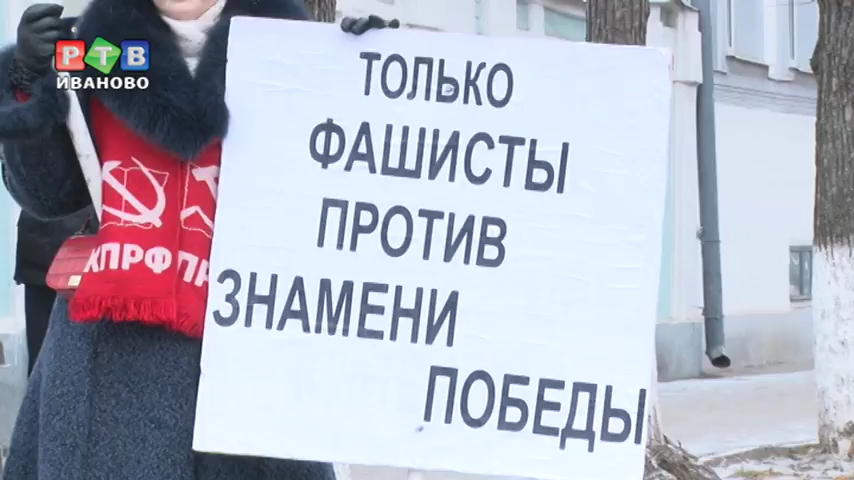 РТВ
ИВАНОВО
ТОЛЬКО
ФАШИСТЫ
ПРОТИВ
ЗНАМЕНИ
ПОБЕДЫ
КПРФ